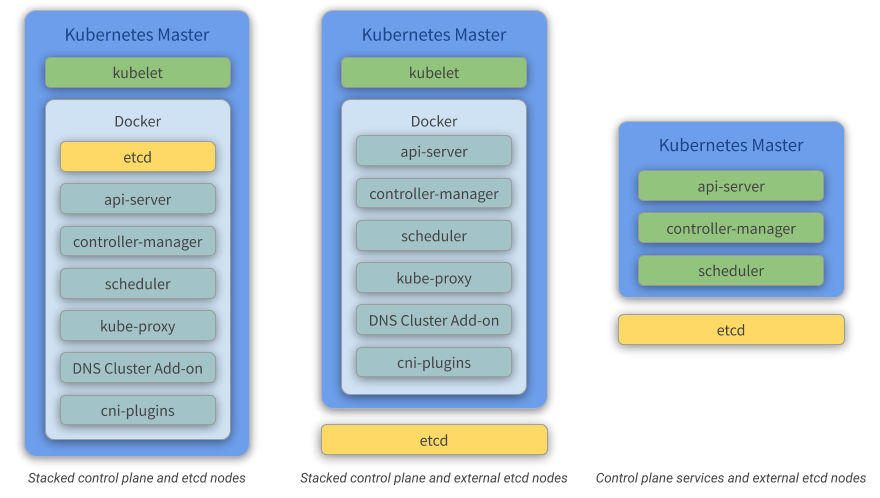 Kubernetes Master
kubelet
Docker
etcd
api-server
controller-manager
scheduler
kube-proxy
DNS Cluster Add-on
cni-plugins
Stacked control plane and etcd nodes
Kubernetes Master
kubelet
Docker
api-server
controller-manager
scheduler
kube-proxy
DNS Cluster Add-on
cni-plugins
etcd
Stacked control plane and external etcd nodes
Kubernetes Master
api-server
controller-manager
scheduler
etcd
Control plane services and external etcd nodes